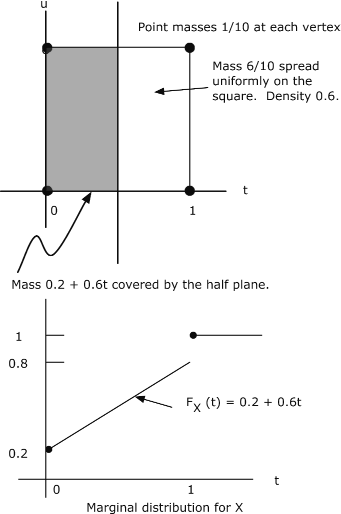 u
Point masses 1/10 at each vertex
Mass 6/10 spread
uniformly on the
square. Density 0.6.
t
0
1
Mass 0.2 + 0.6t covered by the half plane.
1
0.8
F_X (t) = 0.2 + 0.6t
0.2
t
0
1
Marginal distribution for X